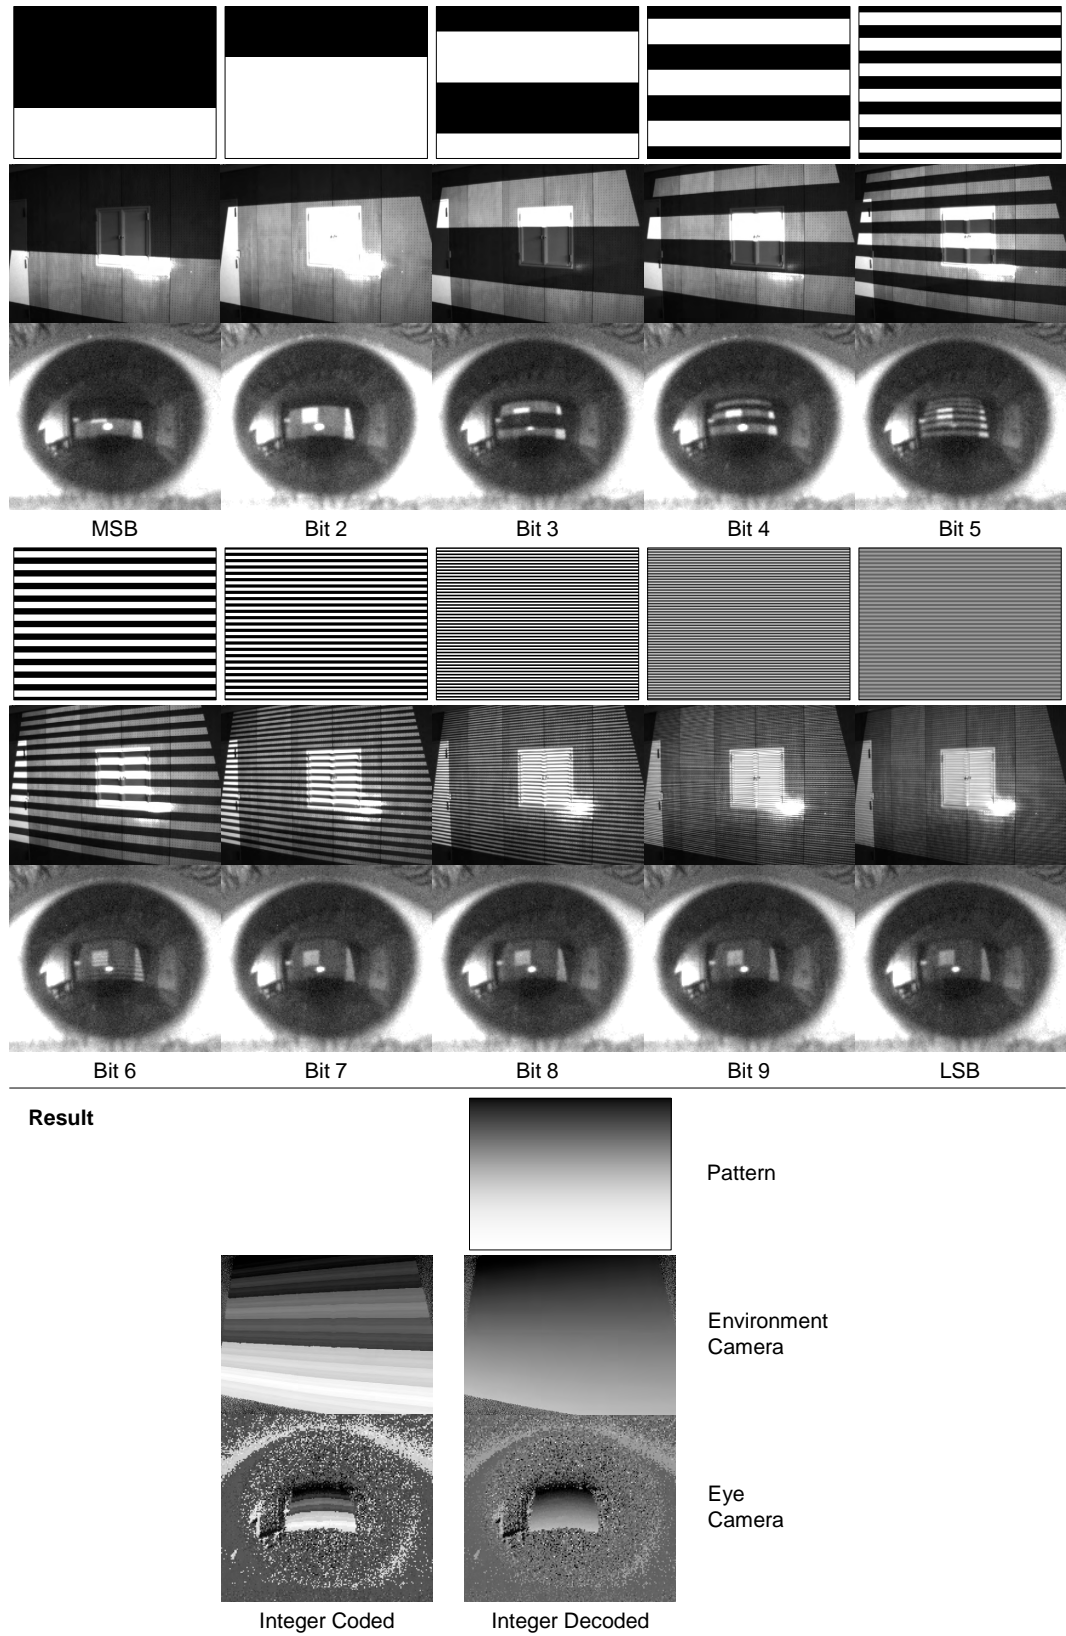 MSB Bit 2 Bit 3 Bit 4 Bit 5
Bit 6 Bit 7 Bit 8 Bit 9 LSB
Result
Pattern
Environment
Camera
Eye
Camera
Integer Coded Integer Decoded